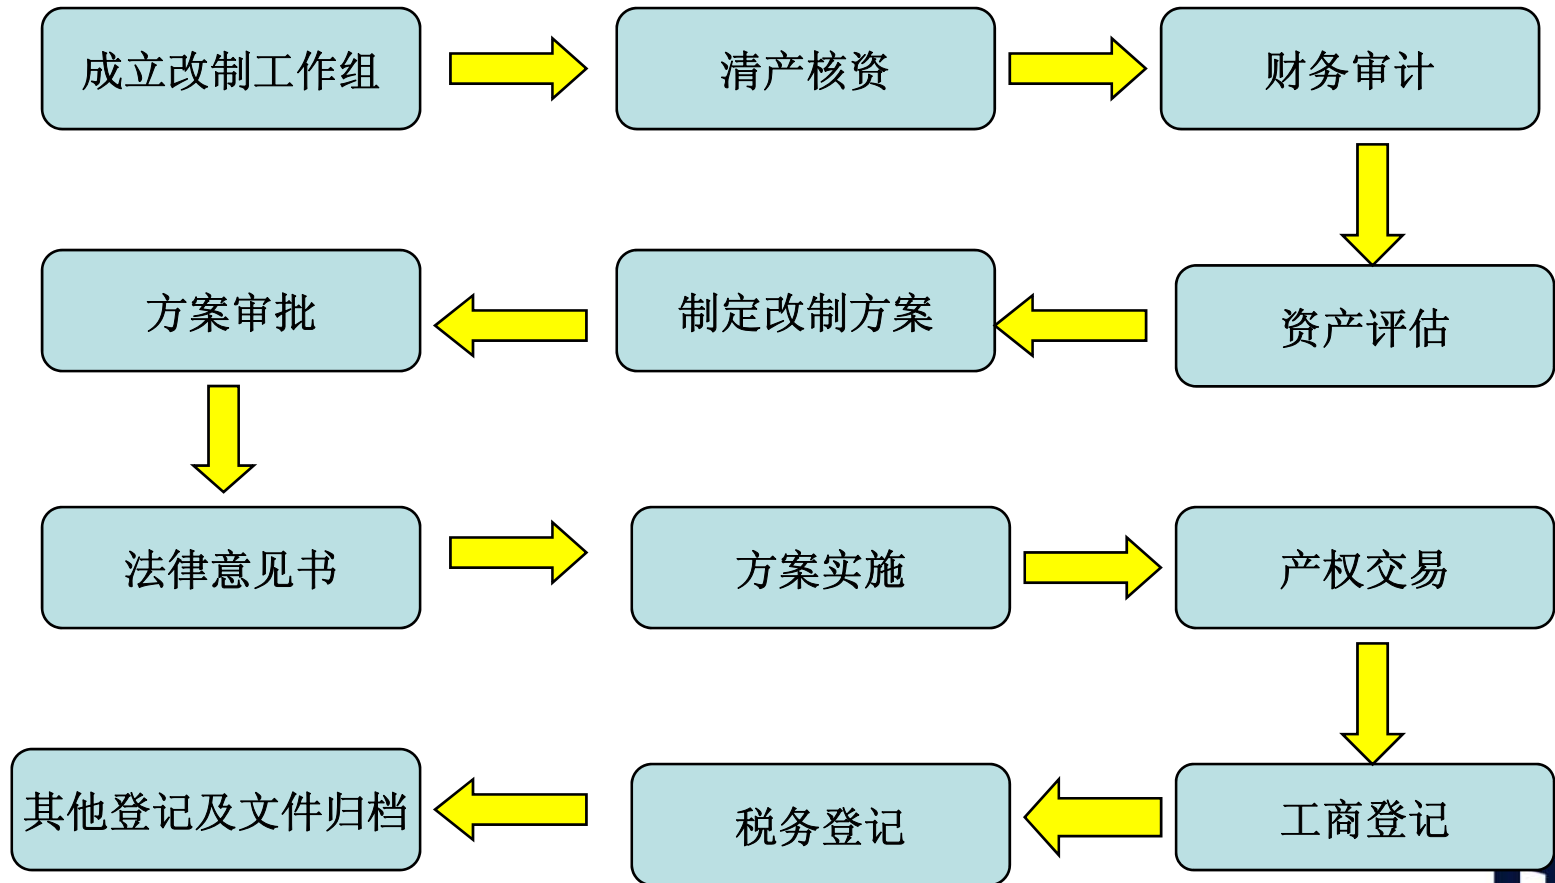 成立改制工作组
清产核资
财务审计
资产评估
制定改制方案
方案审批
法律意见书
方案实施
产权交易
工商登记
税务登记
其他登记及文件归档